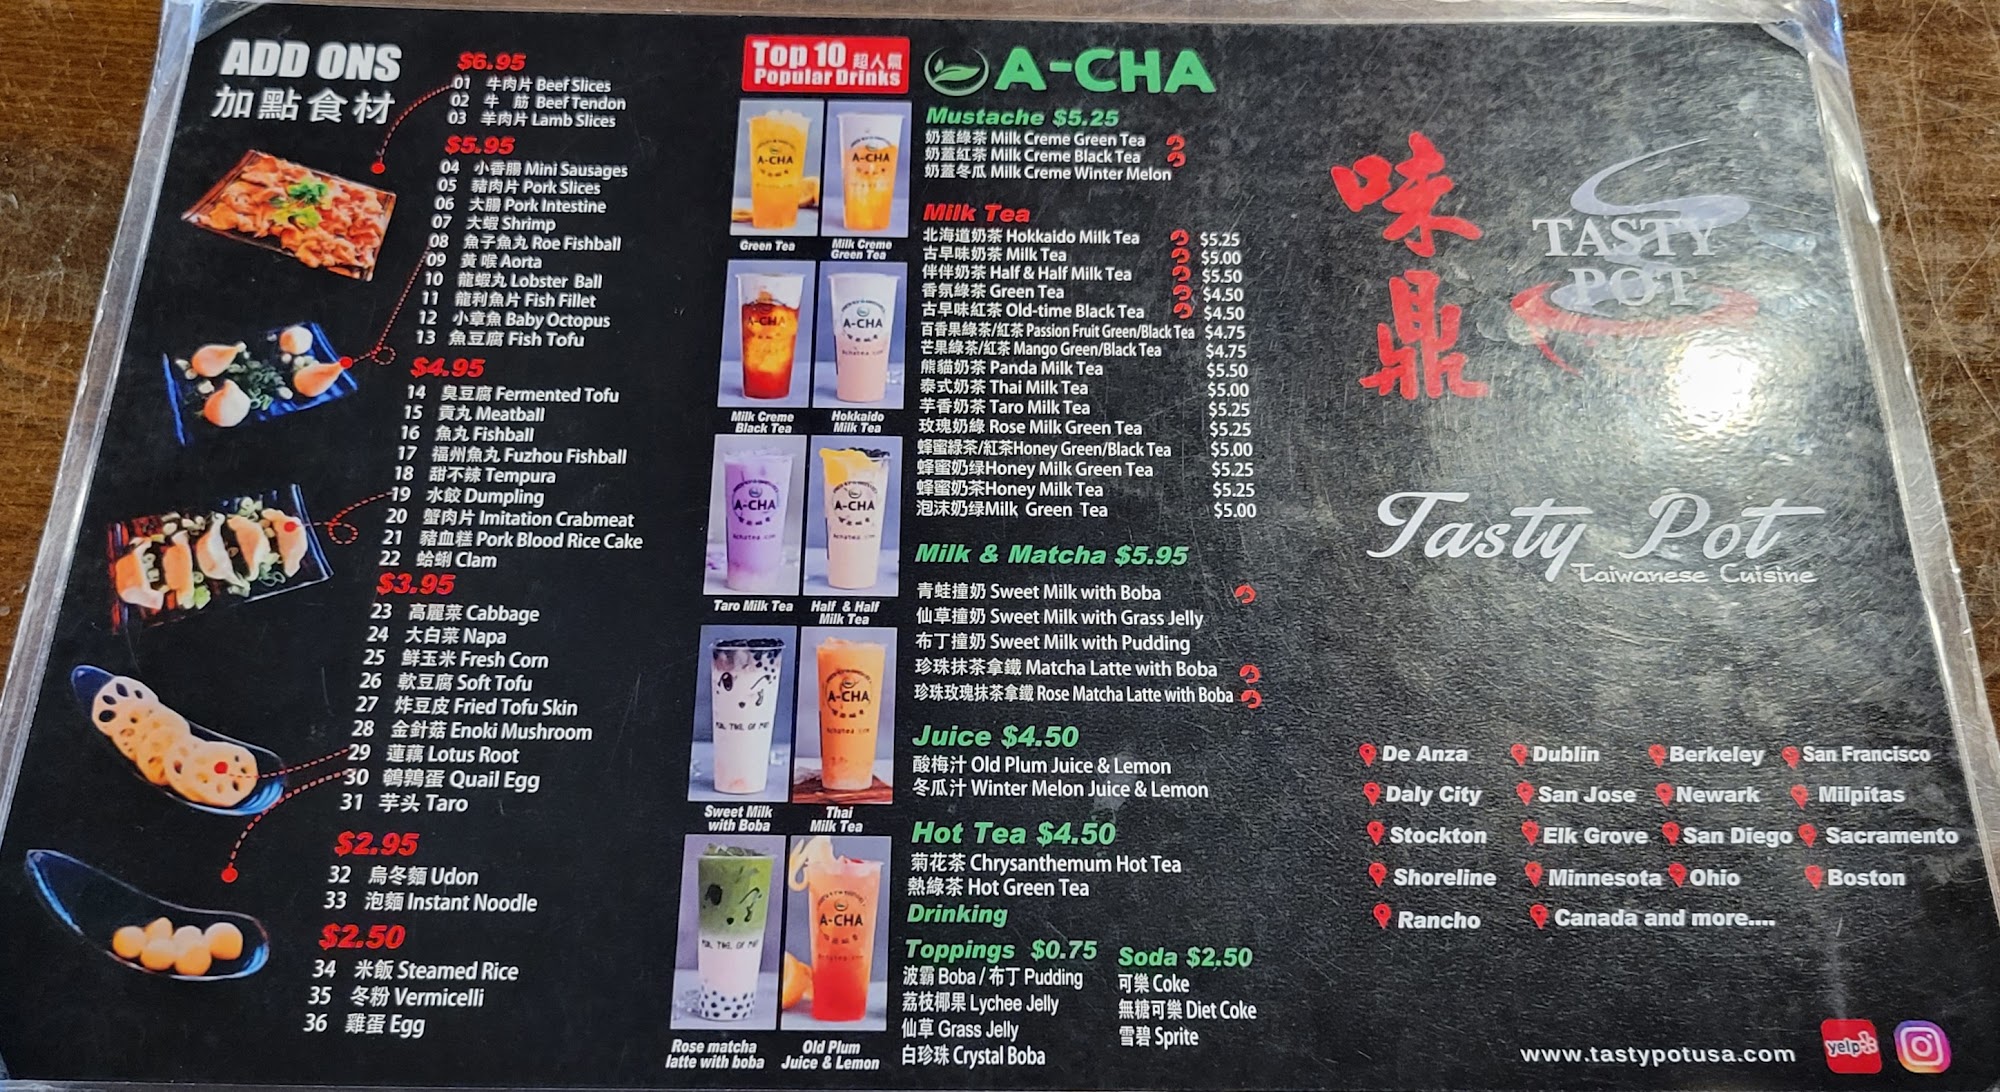 ADD ONS
加點食材
$6.95
01 牛肉片 Beef Slices
02 牛 筋 Beef Tendon
03 羊肉片 Lamb Slices
$5.95
04 小香腸 Mini Sausages
05 豬肉片 Pork Slices
06 大腸 Pork Intestine
07 大蝦 Shrimp
08 魚子魚丸 Roe Fishball
09 黃喉 Aorta
10 龍蝦丸 Lobster Ball
11 龍利魚片 Fish Fillet
12 小章魚 Baby Octopus
13 魚豆腐 Fish Tofu
$4.95
14 臭豆腐 Fermented Tofu
15 貢丸 Meatball
16 魚丸 Fishball
17 福州魚丸 Fuzhou Fishball
18 甜不辣 Tempura
19 水餃 Dumpling
20 蟹肉片 Imitation Crabmeat
21 豬血糕 Pork Blood Rice Cake
22 蛤蜊 Clam
$3.95
23 高麗菜 Cabbage
24 大白菜 Napa
25 鮮玉米 Fresh Corn
26 軟豆腐 Soft Tofu
27 炸豆皮 Fried Tofu Skin
28 金針菇 Enoki Mushroom
29 蓮藕 Lotus Root
30 鵪鶉蛋 Quail Egg
31 芋头 Taro
$2.95
32 烏冬麵 Udon
33 泡麵 Instant Noodle
$2.50
34 米飯 Steamed Rice
35 冬粉 Vermicelli
36 雞蛋 Egg
Top 10 超人氣
Popular Drinks
A-CHA
A-CHA
Green Tea
Milk Creme
Green Tea
A-CHA
A-CHA
Milk Creme
Black Tea
Hokkaido
Milk Tea
A-CHA
A-CHA
Taro Milk Tea
Half & Half
Milk Tea
A-CHA
Sweet Milk
with Boba
Thai
Milk Tea
A-CHA
Rose matcha
latte with boba
Old Plum
Juice & Lemon
A-CHA
Mustache $5.25
奶蓋綠茶 Milk Creme Green Tea
奶蓋紅茶 Milk Creme Black Tea
奶蓋冬瓜 Milk Creme Winter Melon
Milk Tea
北海道奶茶 Hokkaido Milk Tea $5.25
古早味奶茶 Milk Tea $5.00
伴伴奶茶 Half & Half Milk Tea $5.50
香氛綠茶 Green Tea $4.50
古早味紅茶 Old-time Black Tea $4.50
百香果綠茶/紅茶 Passion Fruit Green/Black Tea $4.75
芒果綠茶/紅茶 Mango Green/Black Tea $4.75
熊貓奶茶 Panda Milk Tea $5.50
泰式奶茶 Thai Milk Tea $5.00
芋香奶茶 Taro Milk Tea $5.25
玫瑰奶綠 Rose Milk Green Tea $5.25
蜂蜜綠茶/紅茶Honey Green/Black Tea $5.00
蜂蜜奶绿Honey Milk Green Tea $5.25
蜂蜜奶茶Honey Milk Tea $5.25
泡沫奶绿Milk Green Tea $5.00
Milk & Matcha $5.95
青蛙撞奶 Sweet Milk with Boba
仙草撞奶 Sweet Milk with Grass Jelly
布丁撞奶 Sweet Milk with Pudding
珍珠抹茶拿鐵 Matcha Latte with Boba
珍珠玫瑰抹茶拿鐵 Rose Matcha Latte with Boba
Juice $4.50
酸梅汁 Old Plum Juice & Lemon
冬瓜汁 Winter Melon Juice & Lemon
Hot Tea $4.50
菊花茶 Chrysanthemum Hot Tea
熱綠茶 Hot Green Tea
Drinking
Toppings $0.75
波霸 Boba / 布丁 Pudding
荔枝椰果 Lychee Jelly
仙草 Grass Jelly
白珍珠 Crystal Boba
Soda $2.50
可樂 Coke
無糖可樂 Diet Coke
雪碧 Sprite
味鼎
TASTY
POT
Tasty Pot
Taiwanese Cuisine
De Anza Dublin Berkeley San Francisco
Daly City San Jose Newark Milpitas
Stockton Elk Grove San Diego Sacramento
Shoreline Minnesota Ohio Boston
Rancho Canada and more....
www.tastypotusa.com
yelp